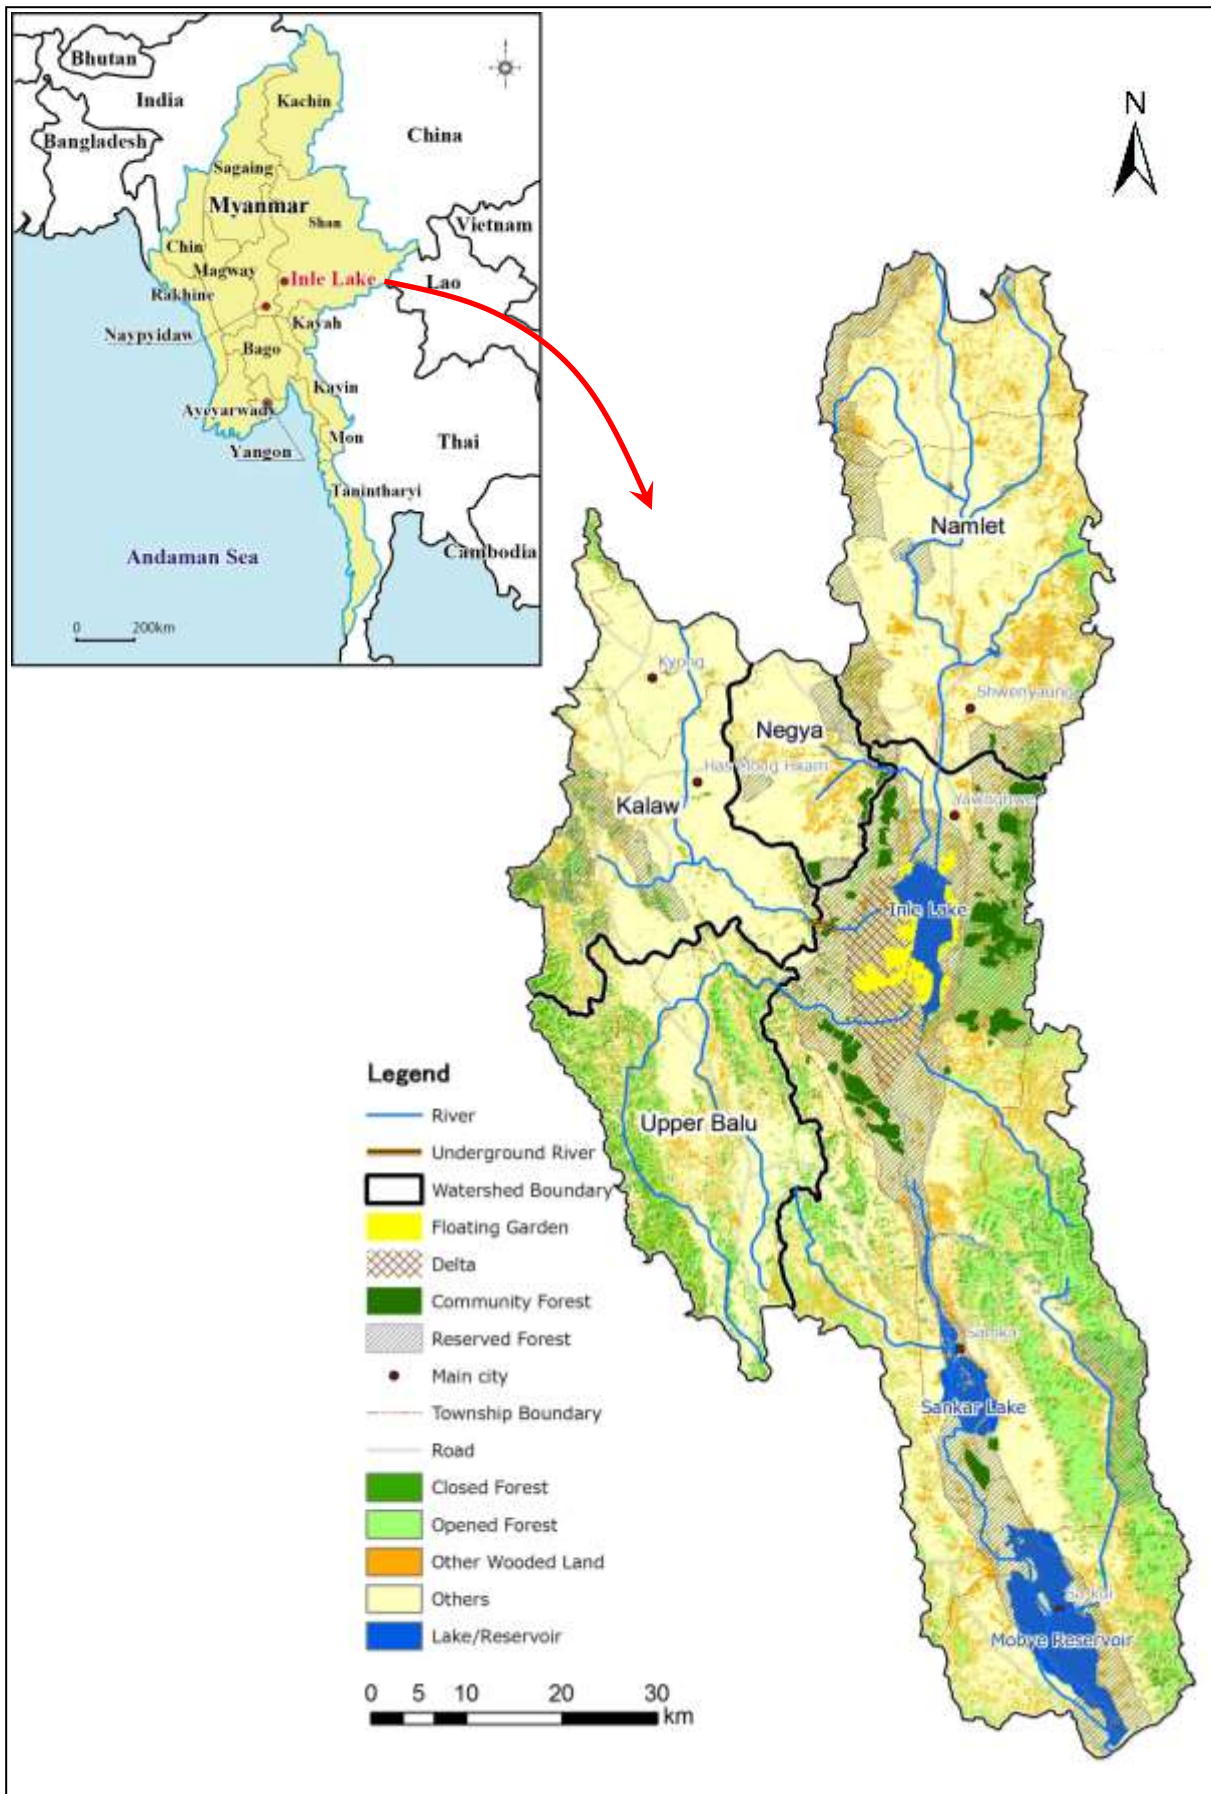 Bhutan
India
Kachin
China
Bangladesh
Sagaing
Myanmar
Shan
Vietnam
Chin
Magway
Inle Lake
Lao
Rakhine
Kayah
Naypyidaw
Bago
Kayin
Ayeyarwady
Mon
Thai
Yangon
Tanintharyi
Andaman Sea
Cambodia
0 200km
N
Namlet
Kyong
Shwenyaung
Negya
Kalaw
Inle Lake
Upper Balu
Samka
Sankar Lake
Mobye Reservoir
Legend
River
Underground River
Watershed Boundary
Floating Garden
Delta
Community Forest
Reserved Forest
Main city
Township Boundary
Road
Closed Forest
Opened Forest
Other Wooded Land
Others
Lake/Reservoir
0 5 10 20 30
km